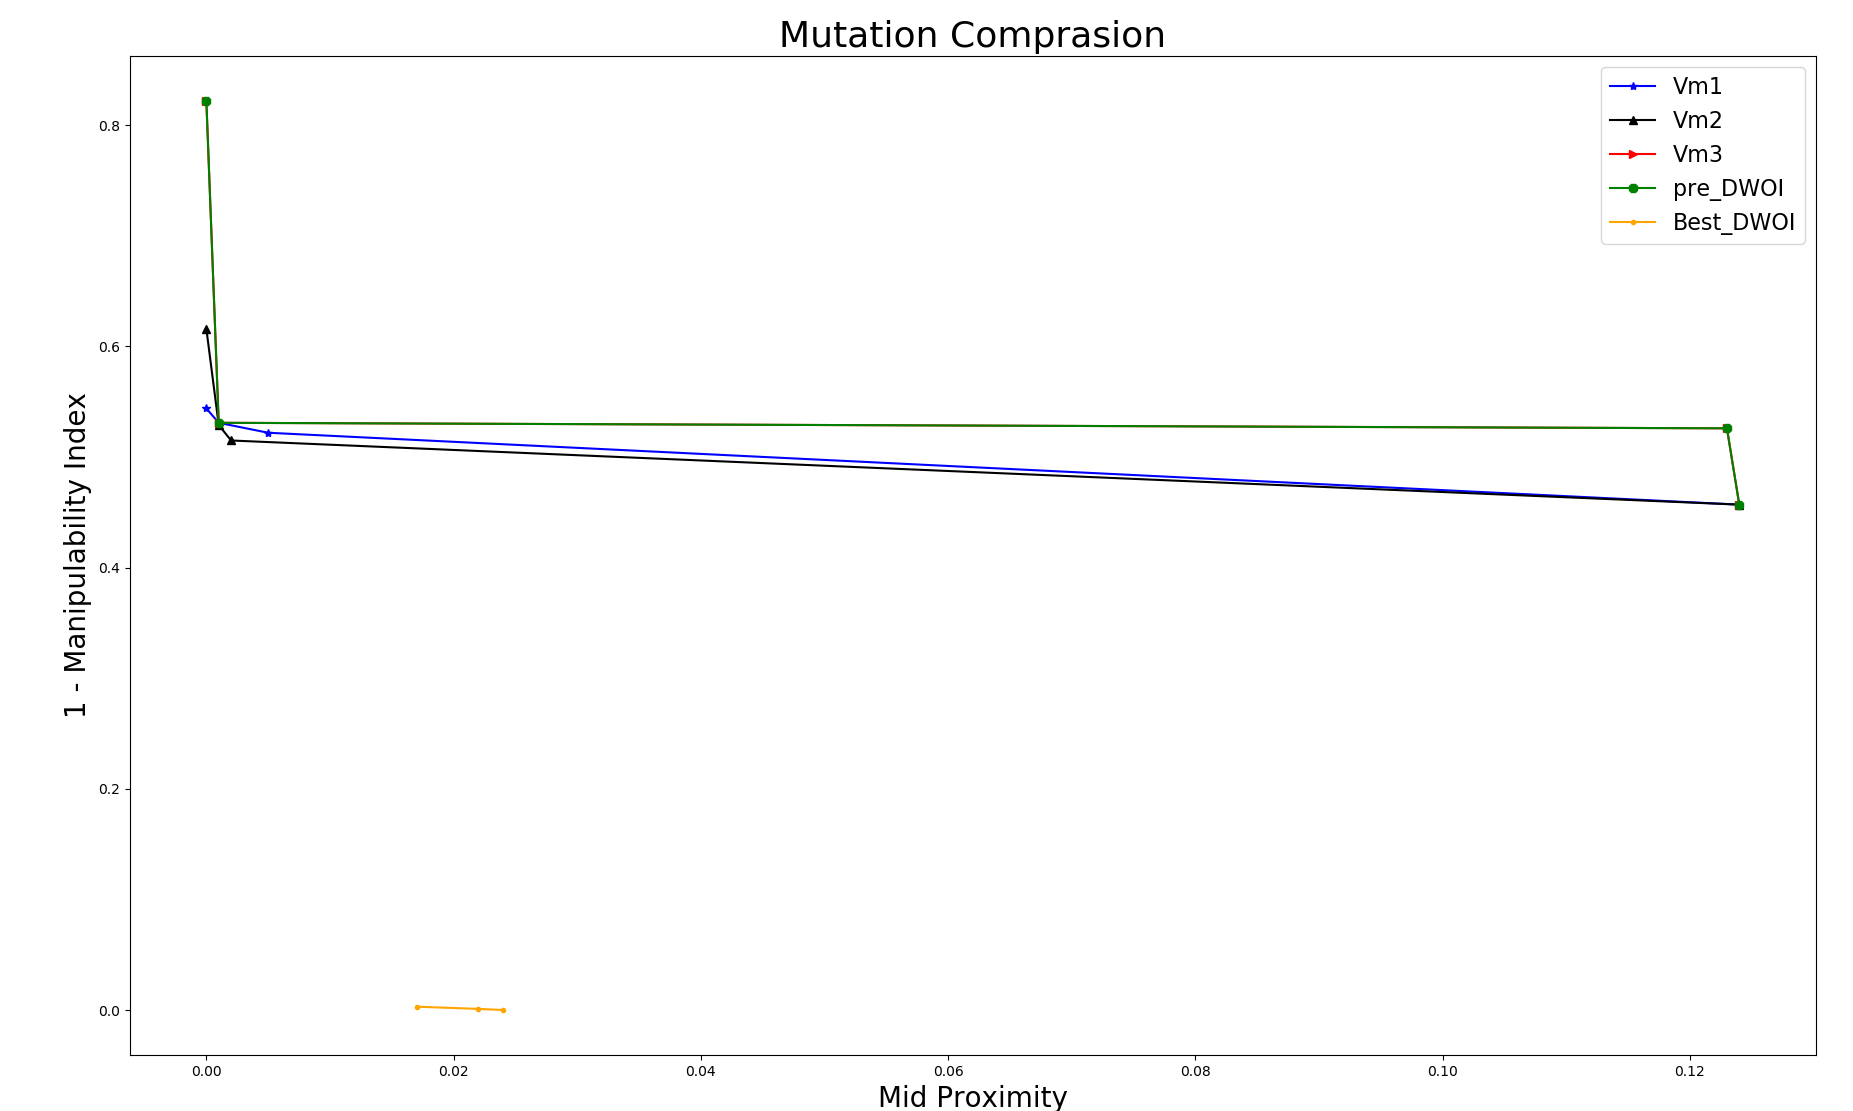 Mutation Comprasion
Vm1
Vm2
Vm3
pre_DWOI
Best_DWOI
1 - Manipulability Index
0.8
0.6
0.4
0.2
0.0
0.00 0.02 0.04 0.06 0.08 0.10 0.12
Mid Proximity